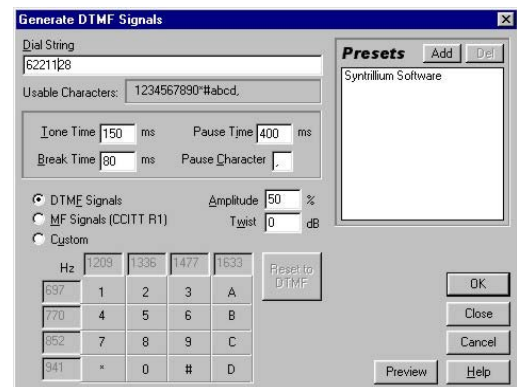 Generate DTMF Signals
Dial String
62211128
Usable Characters: 1234567890*#abcd,
Tone Time 150 ms Pause Time 400 ms
Break Time 80 ms Pause Character ,
DTMF Signals
MF Signals (CCITT R1)
Custom
Amplitude 50 %
Twist 0 dB
Hz 1209 1336 1477 1633
697 1 2 3 A
770 4 5 6 B
852 7 8 9 C
941 * 0 # D
Reset to
DTMF
Presets Add Del
Syntrillium Software
OK
Close
Cancel
Preview Help